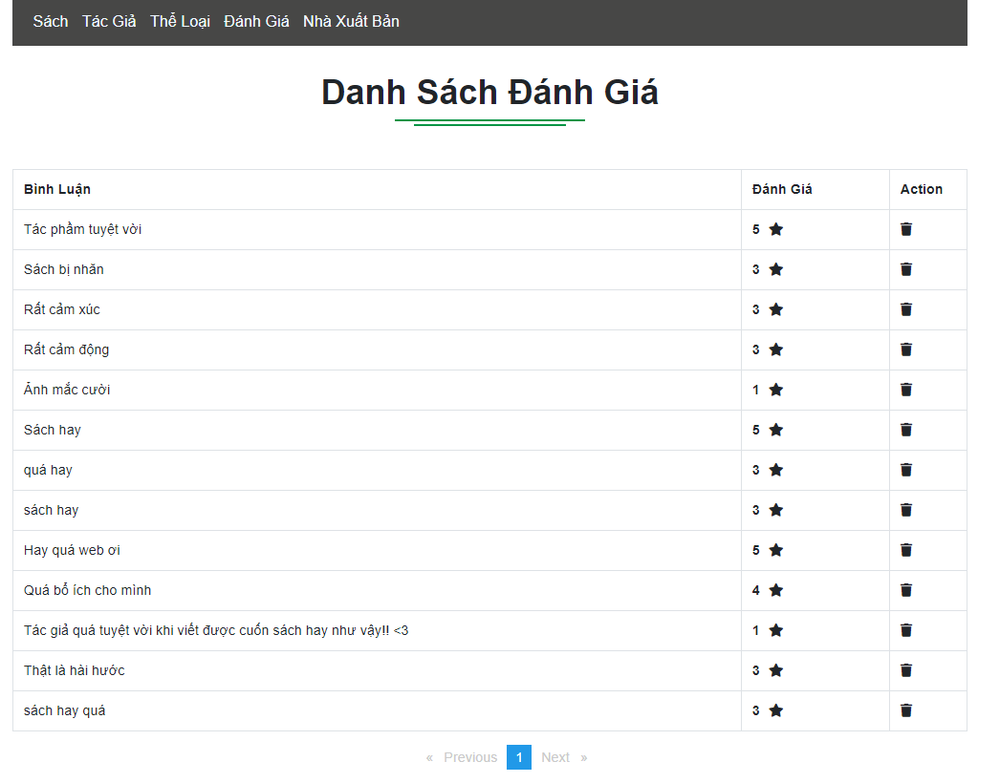 Sách Tác Giả Thể Loại Đánh Giá Nhà Xuất Bản
Danh Sách Đánh Giá
Bình Luận Đánh Giá Action
Tác phẩm tuyệt vời 5
Sách bị nhăn 3
Rất cảm xúc 3
Rất cảm động 3
Ảnh mắc cười 1
Sách hay 5
quá hay 3
sách hay 3
Hay quá web ơi 5
Quá bổ ích cho mình 4
Tác giả quá tuyệt vời khi viết được cuốn sách hay như vậy!! <3 1
Thật là hài hước 3
sách hay quá 3
« Previous 1 Next »